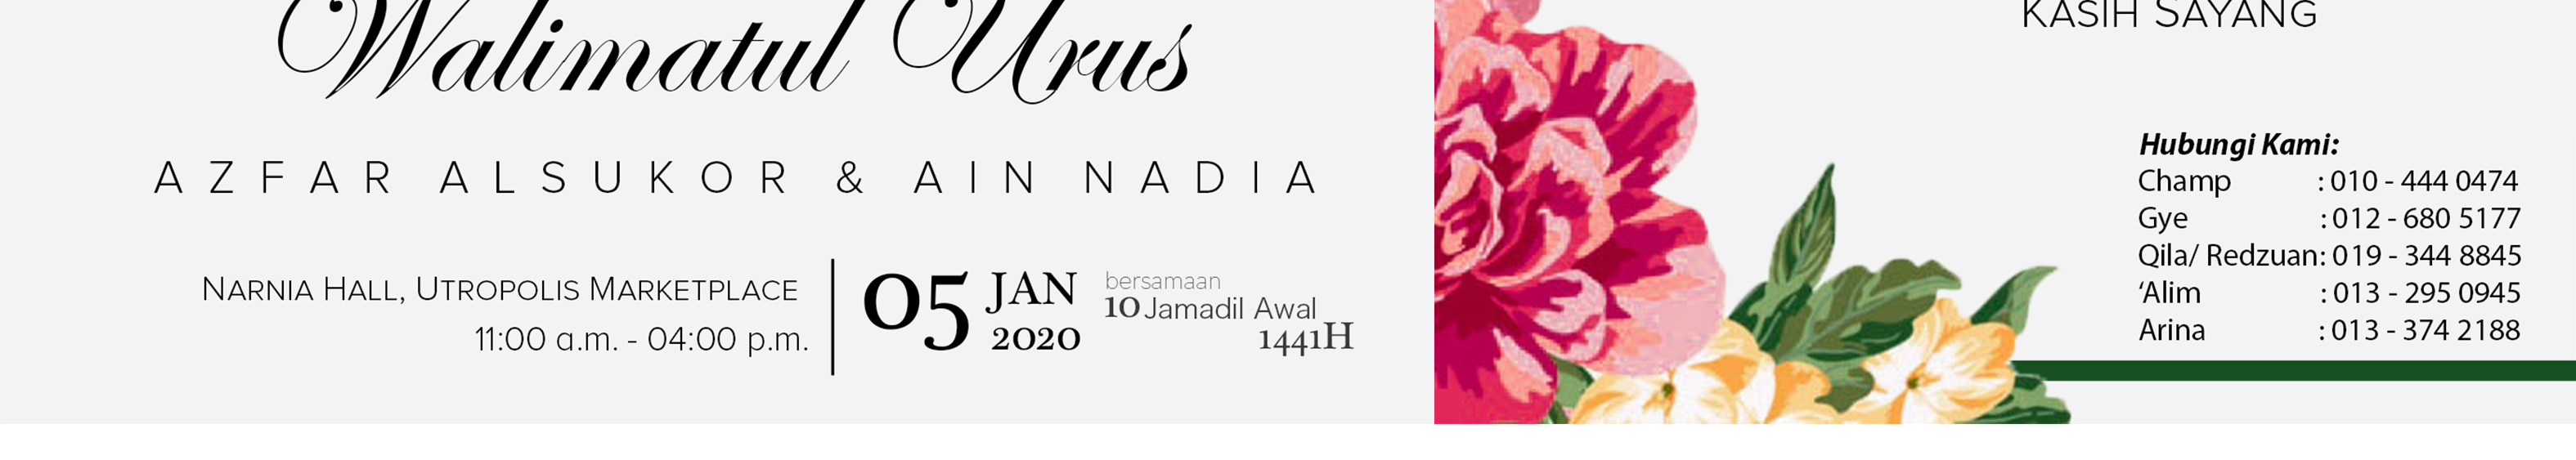 Walimatul Urus
AZFAR ALSUKOR & AIN NADIA
NARNIA HALL, UTROPOLIS MARKETPLACE
11:00 a.m. - 04:00 p.m.
05 JAN 2020
bersamaan
10 Jamadil Awal
1441H
KASIH SAYANG
Hubungi Kami:
Champ : 010 - 444 0474
Gye : 012 - 680 5177
Qila/ Redzuan: 019 - 344 8845
‘Alim : 013 - 295 0945
Arina : 013 - 374 2188